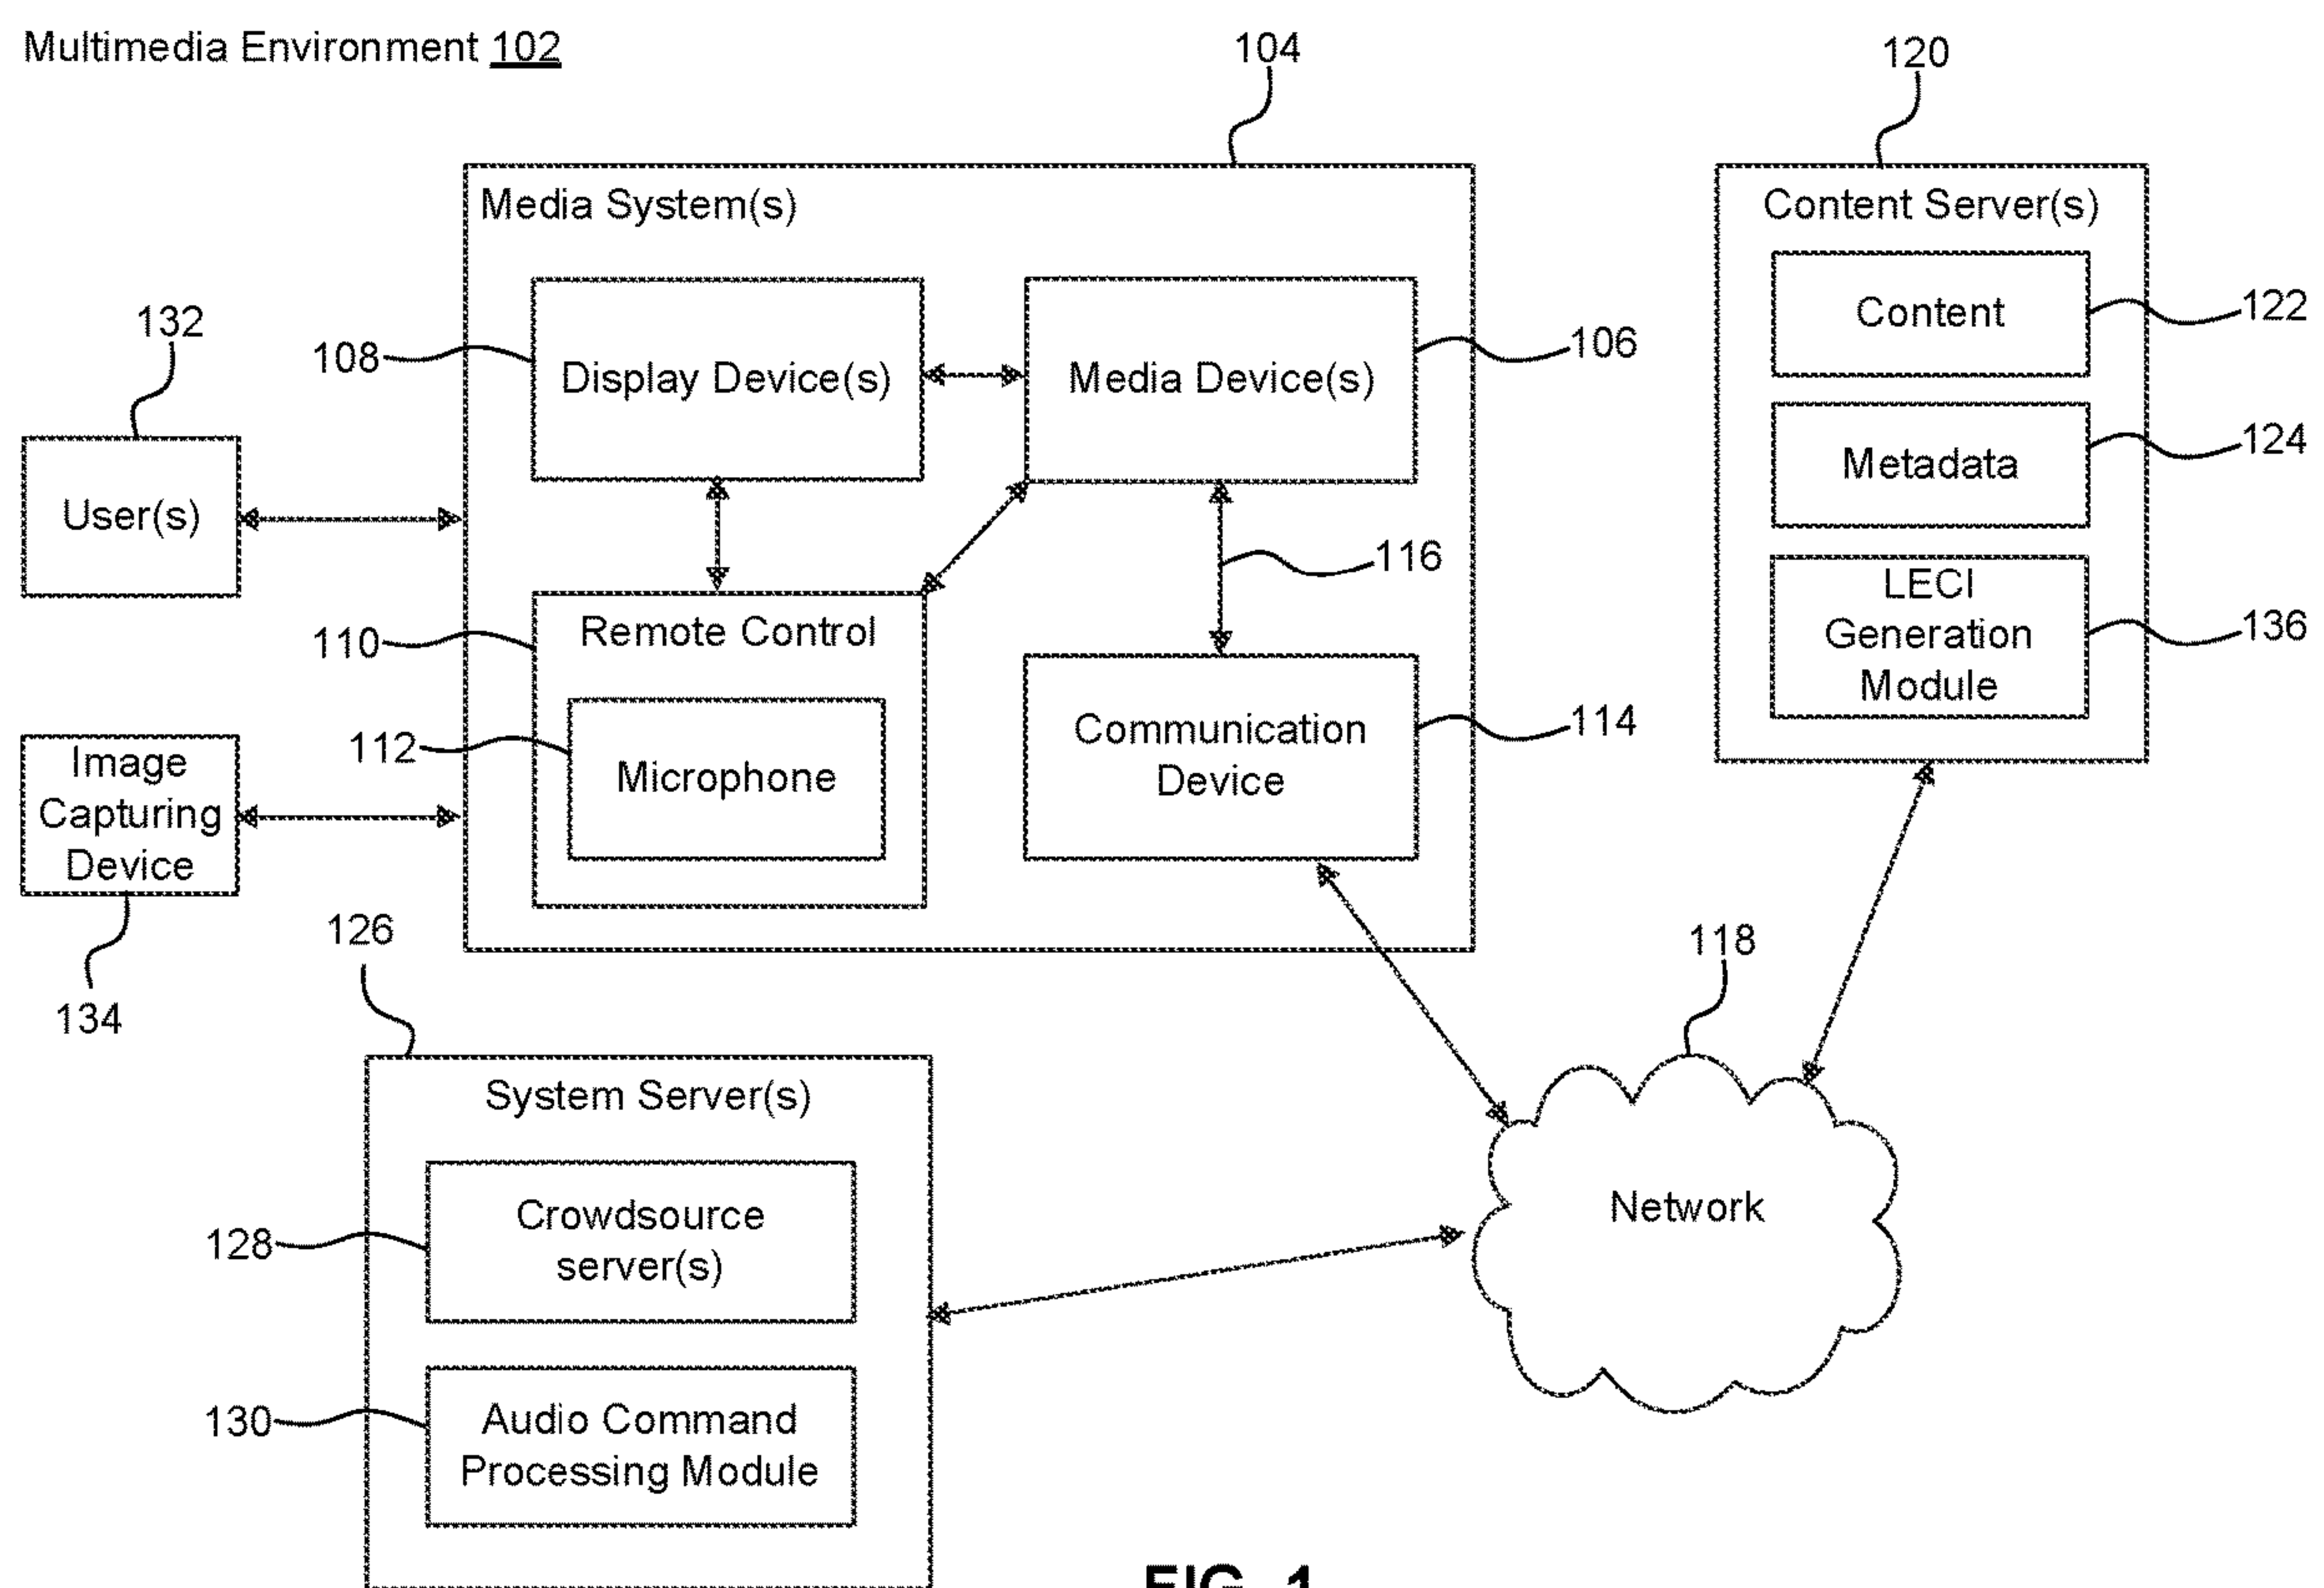 Multimedia Environment 102
104
120
Media System(s)
Content Server(s)
Content
122
132
108
Display Device(s)
Media Device(s)
106
Metadata
124
User(s)
116
LECI
Generation
Module
136
110
Remote Control
112
Microphone
Communication
Device
114
Image
Capturing
Device
134
126
118
System Server(s)
Network
128
Crowdsource
server(s)
130
Audio Command
Processing Module
FIG. 1